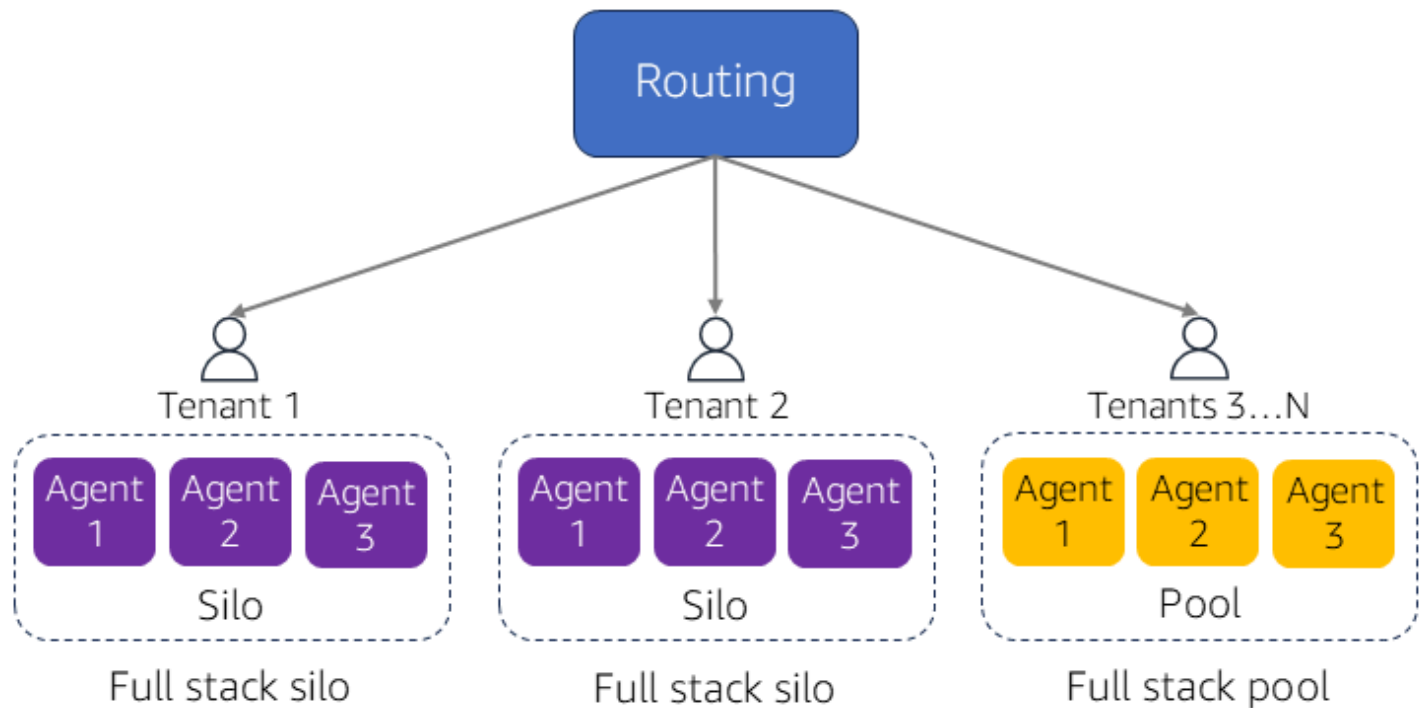 Routing
Tenant 1
Tenant 2
Tenants 3...N
Agent
1
Agent
2
Agent
3
Silo
Agent
1
Agent
2
Agent
3
Silo
Agent
1
Agent
2
Agent
3
Pool
Full stack silo
Full stack silo
Full stack pool